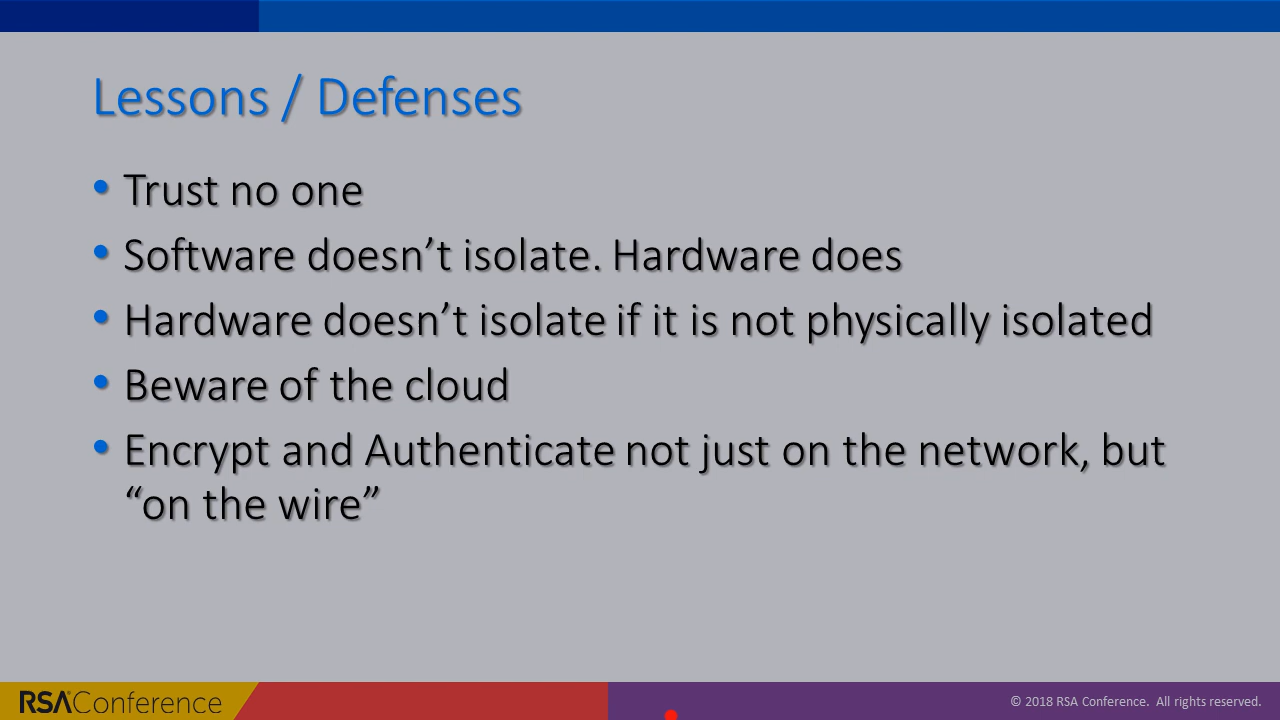 Lessons / Defenses
• Trust no one
• Software doesn’t isolate. Hardware does
• Hardware doesn’t isolate if it is not physically isolated
• Beware of the cloud
• Encrypt and Authenticate not just on the network, but
“on the wire”
RSAConference
© 2018 RSA Conference. All rights reserved.